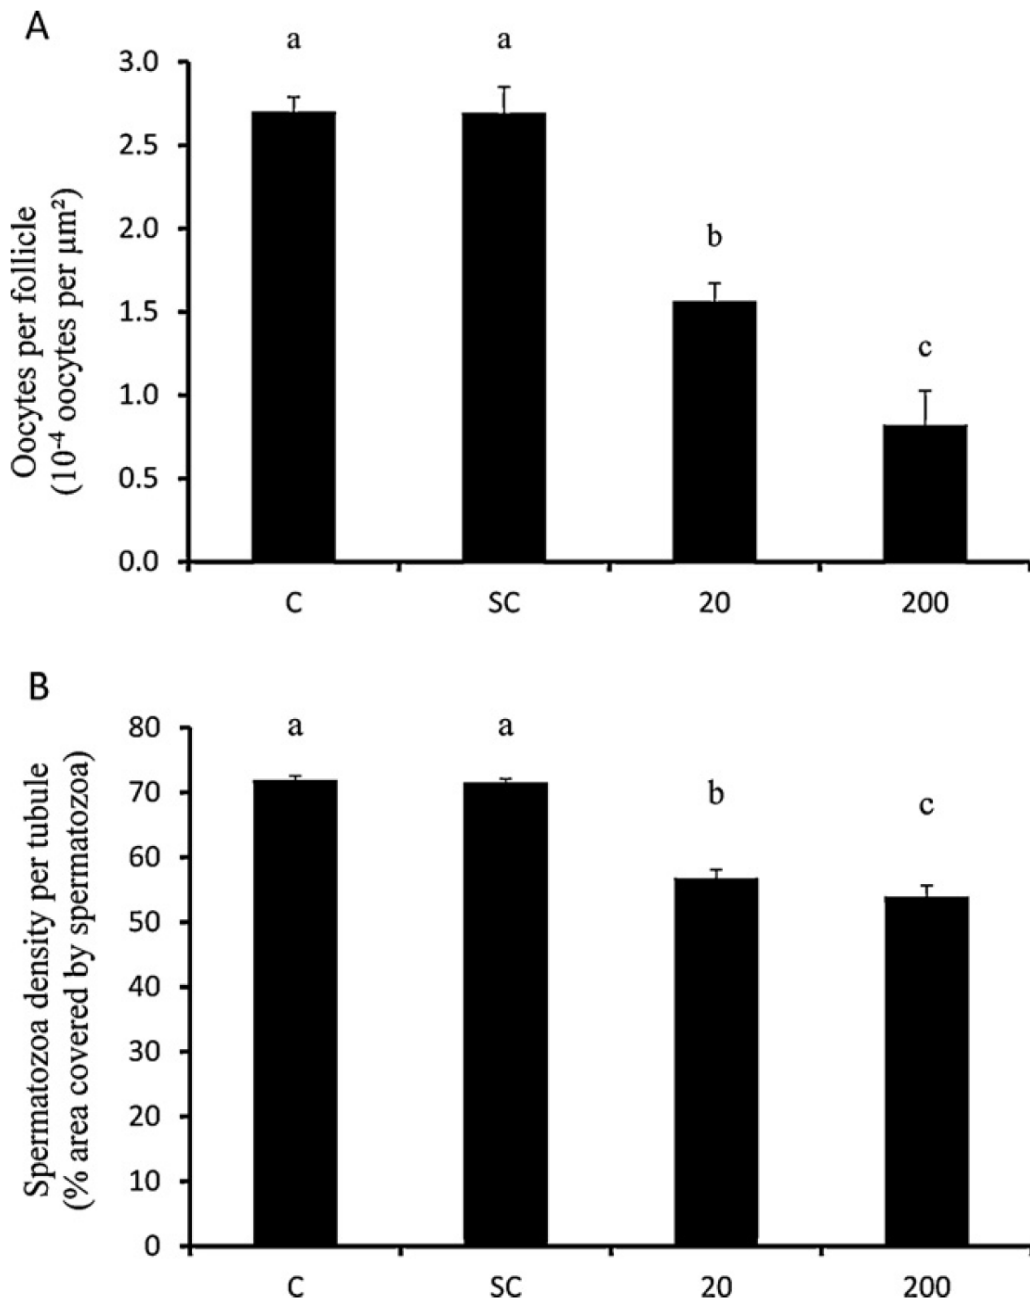 A
a a
3.0
2.5
2.0
1.5
1.0
0.5
0.0
Oocytes per follicle
(10⁻⁴ oocytes per µm²)
b
c
C SC 20 200
B
a a
80
70
60
50
40
30
20
10
0
Spermatozoa density per tubule
(% area covered by spermatozoa)
b
c
C SC 20 200